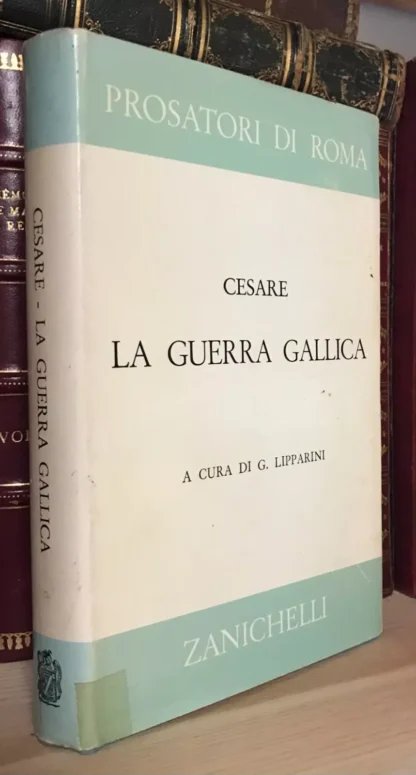 PROSATORI DI ROMA
CESARE
LA GUERRA GALLICA
A CURA DI G. LIPPARINI
ZANICHELLI
CESARE - LA GUERRA GALLICA